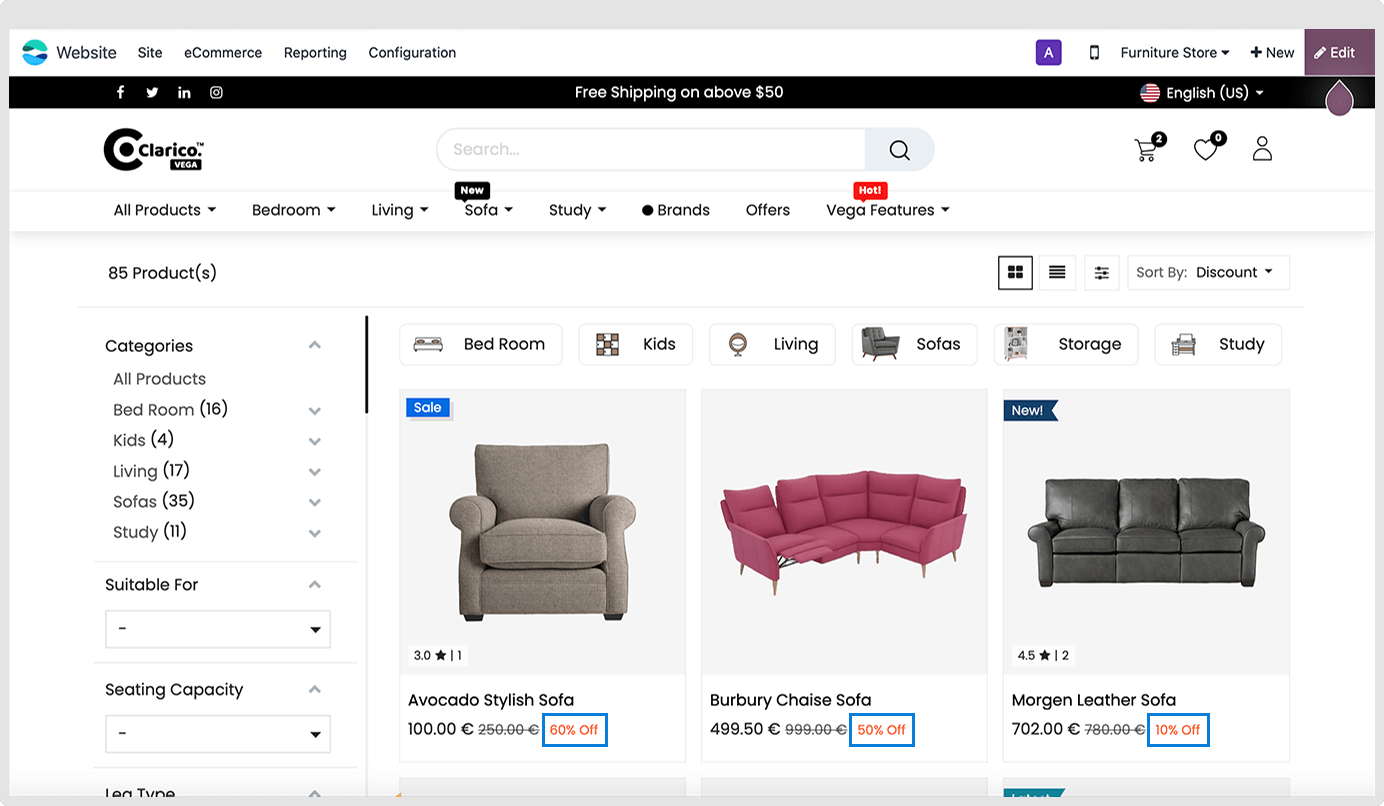 Website Site eCommerce Reporting Configuration A Furniture Store + New Edit
Free Shipping on above $50 English (US)
Clarico.™ VEGA Search... 2 0
New Hot!
All Products Bedroom Living Sofa Study Brands Offers Vega Features
85 Product(s) Sort By: Discount
Categories
All Products
Bed Room (16)
Kids (4)
Living (17)
Sofas (35)
Study (11)
Suitable For
-
Seating Capacity
-
Leg Type
Bed Room Kids Living Sofas Storage Study
Sale New!
3.0 ★ | 1 4.5 ★ | 2
Avocado Stylish Sofa Burbury Chaise Sofa Morgen Leather Sofa
100.00 € 250.00 € 60% Off 499.50 € 999.00 € 50% Off 702.00 € 780.00 € 10% Off
Latest